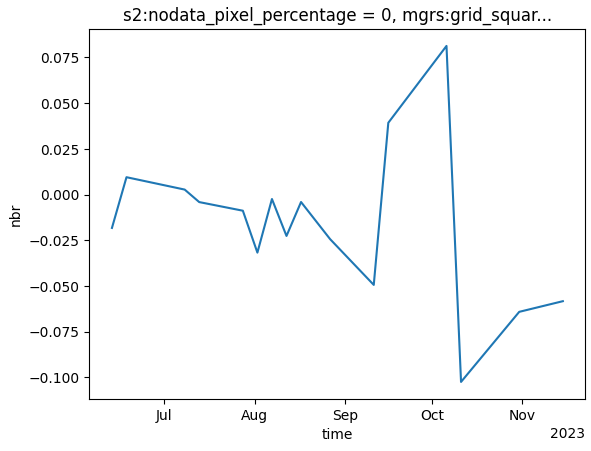 s2:nodata_pixel_percentage = 0, mgrs:grid_squar...
0.075
0.050
0.025
0.000
−0.025
−0.050
−0.075
−0.100
nbr
Jul Aug Sep Oct Nov
time
2023